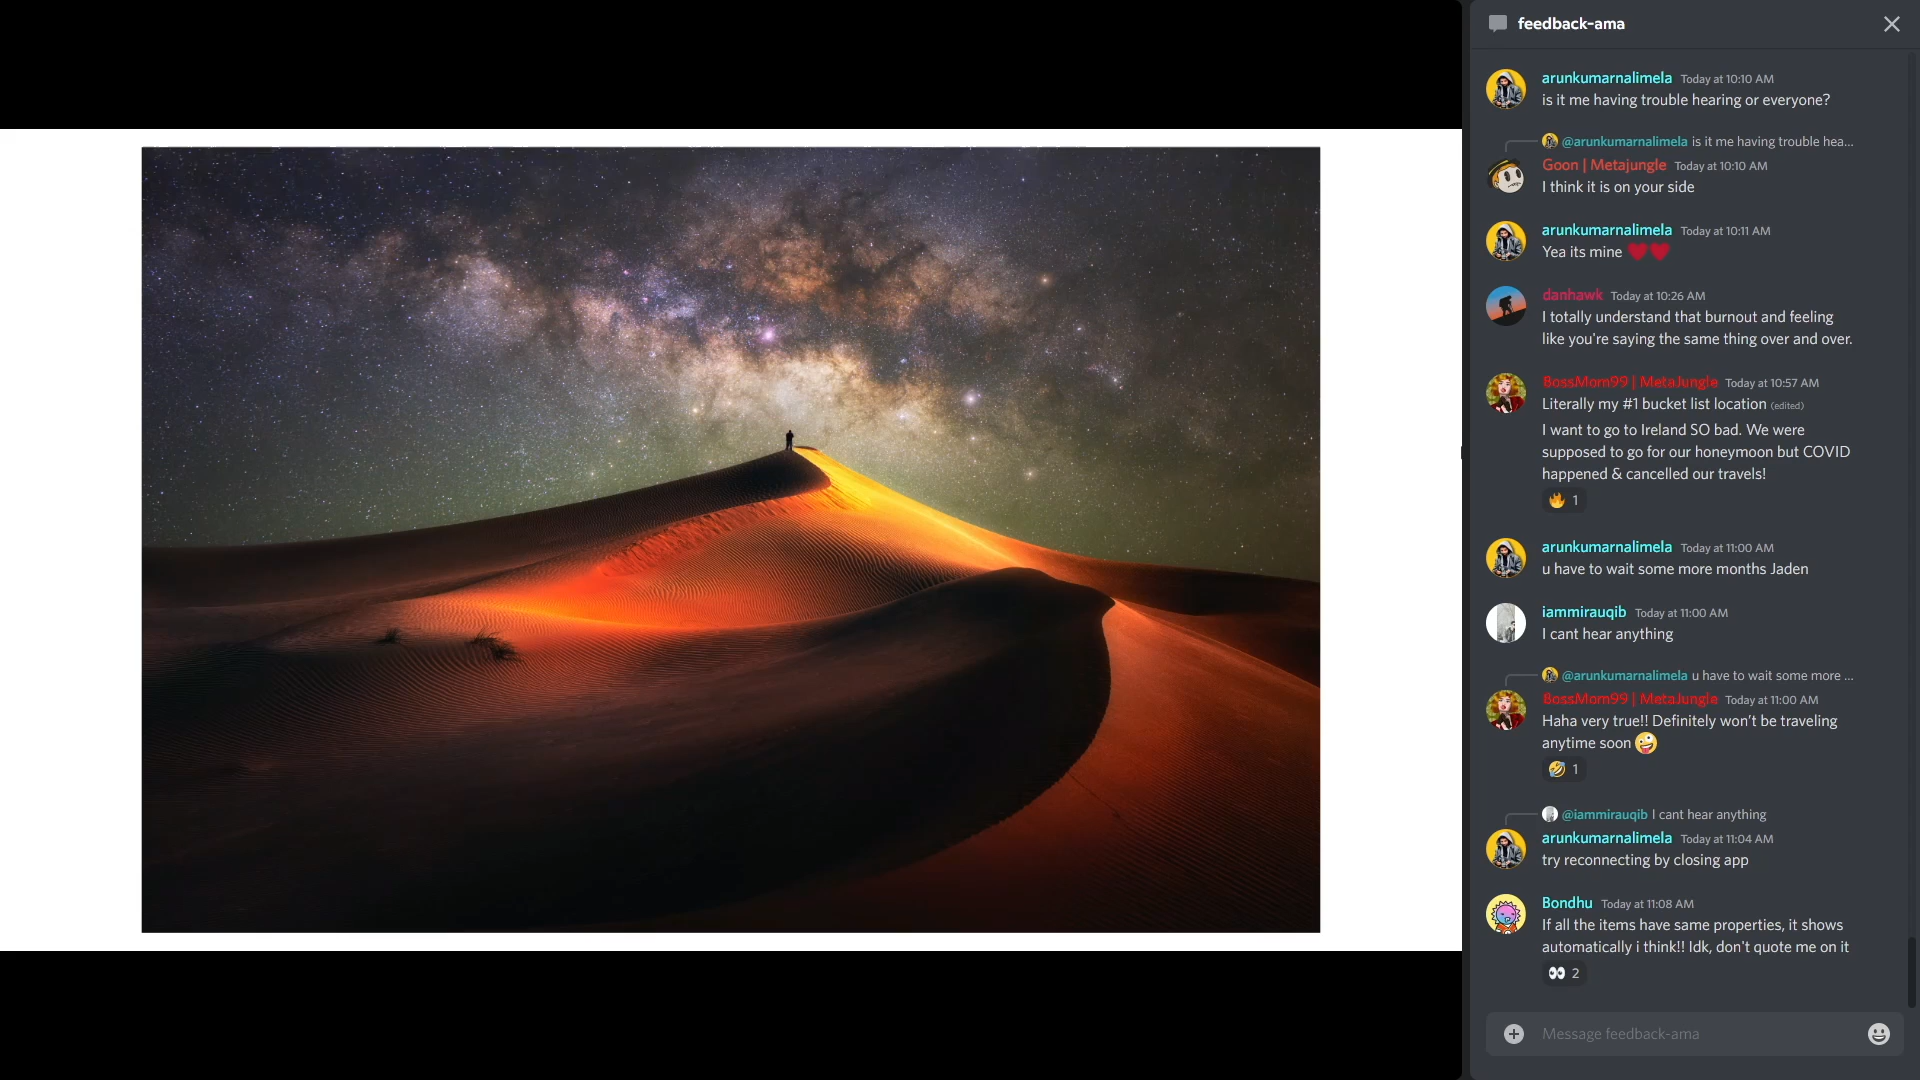 feedback-ama
arunkumarnalimela Today at 10:10 AM
is it me having trouble hearing or everyone?
@arunkumarnalimela is it me having trouble hea...
Goon | Metajungle Today at 10:10 AM
I think it is on your side
arunkumarnalimela Today at 10:11 AM
Yea its mine ❤️❤️
danhawk Today at 10:26 AM
I totally understand that burnout and feeling
like you're saying the same thing over and over.
BossMom99 | MetaJungle Today at 10:57 AM
Literally my #1 bucket list location (edited)
I want to go to Ireland SO bad. We were
supposed to go for our honeymoon but COVID
happened & cancelled our travels!
🔥 1
arunkumarnalimela Today at 11:00 AM
u have to wait some more months Jaden
iammirauqib Today at 11:00 AM
I cant hear anything
@arunkumarnalimela u have to wait some more ...
BossMom99 | MetaJungle Today at 11:00 AM
Haha very true!! Definitely won't be traveling
anytime soon 🤪
🤣 1
@iammirauqib I cant hear anything
arunkumarnalimela Today at 11:04 AM
try reconnecting by closing app
Bondhu Today at 11:08 AM
If all the items have same properties, it shows
automatically i think!! Idk, don't quote me on it
👀 2
Message feedback-ama